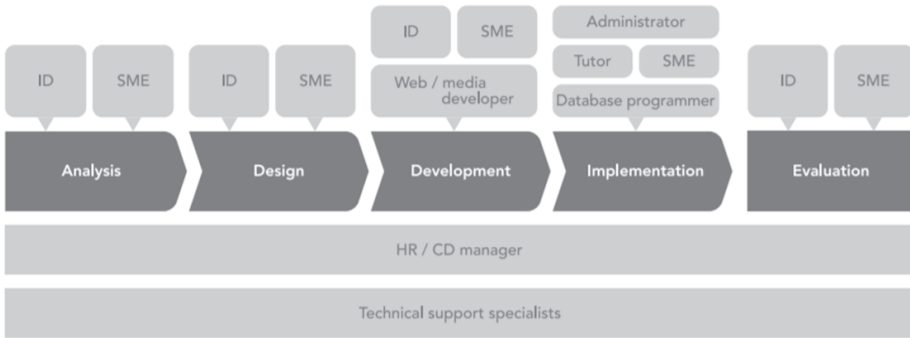 ID
SME
ID
SME
ID
SME
Web / media
developer
Administrator
Tutor
SME
Database programmer
ID
SME
Analysis
Design
Development
Implementation
Evaluation
HR / CD manager
Technical support specialists